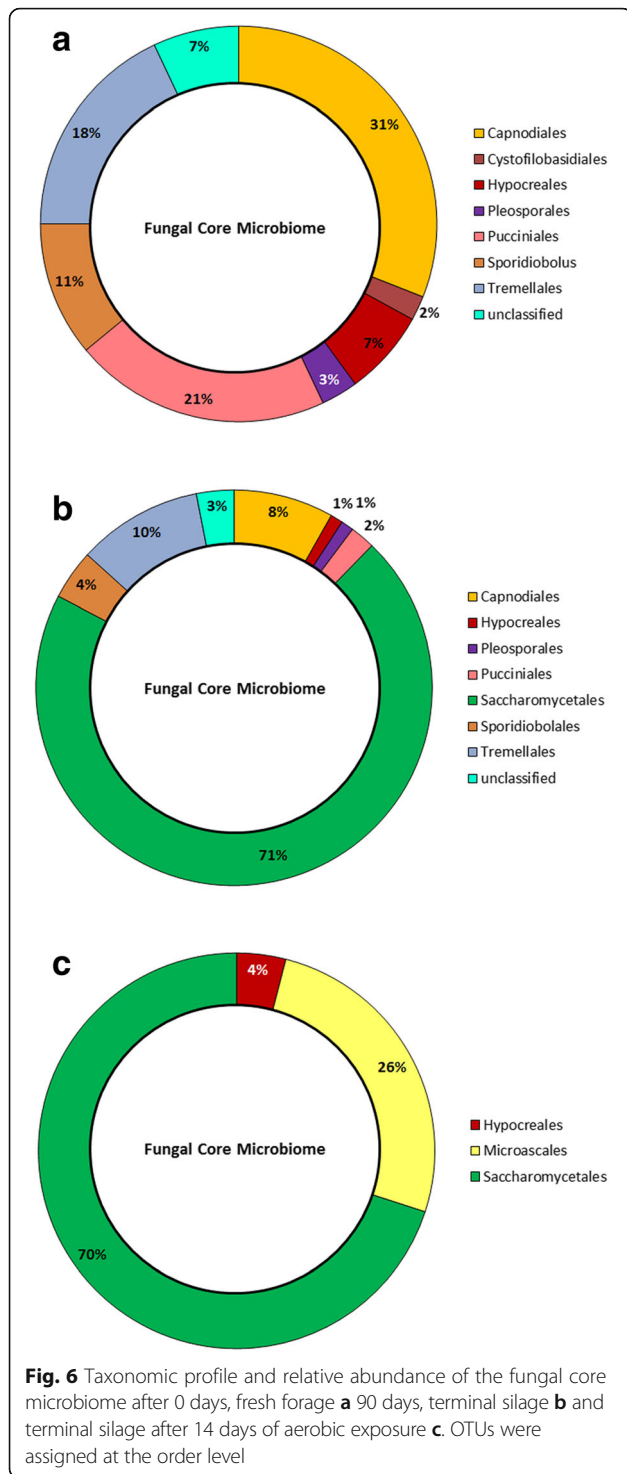 a
7%
31%
18%
Fungal Core Microbiome
11%
2%
7%
3%
21%
Capnodiales
Cystofilobasidiales
Hypocreales
Pleosporales
Pucciniales
Sporidiobolus
Tremellales
unclassified
b
3%
8%
1% 1%
2%
10%
4%
Fungal Core Microbiome
71%
Capnodiales
Hypocreales
Pleosporales
Pucciniales
Saccharomycetales
Sporidiobolales
Tremellales
unclassified
c
4%
26%
Fungal Core Microbiome
70%
Hypocreales
Microascales
Saccharomycetales
Fig. 6 Taxonomic profile and relative abundance of the fungal core
microbiome after 0 days, fresh forage a 90 days, terminal silage b and
terminal silage after 14 days of aerobic exposure c. OTUs were
assigned at the order level